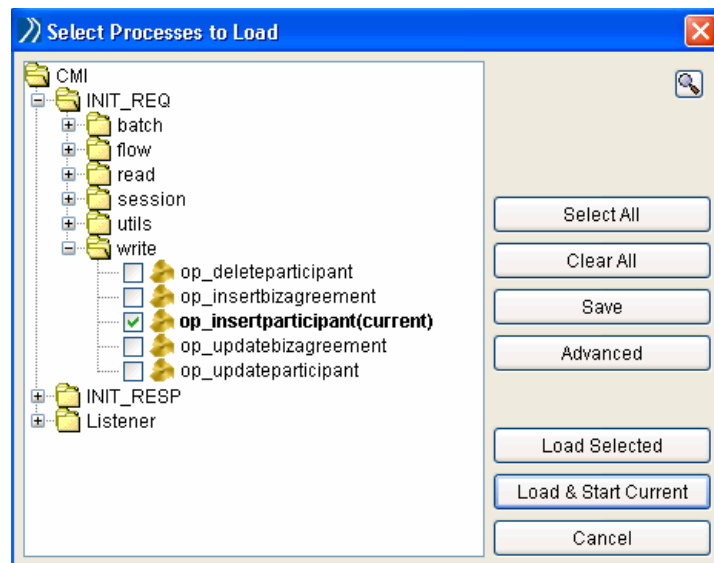 Select Processes to Load
CMI
INIT_REQ
batch
flow
read
session
utils
write
op_deleteparticipant
op_insertbizagreement
op_insertparticipant(current)
op_updatebizagreement
op_updateparticipant
INIT_RESP
Listener
Select All
Clear All
Save
Advanced
Load Selected
Load & Start Current
Cancel